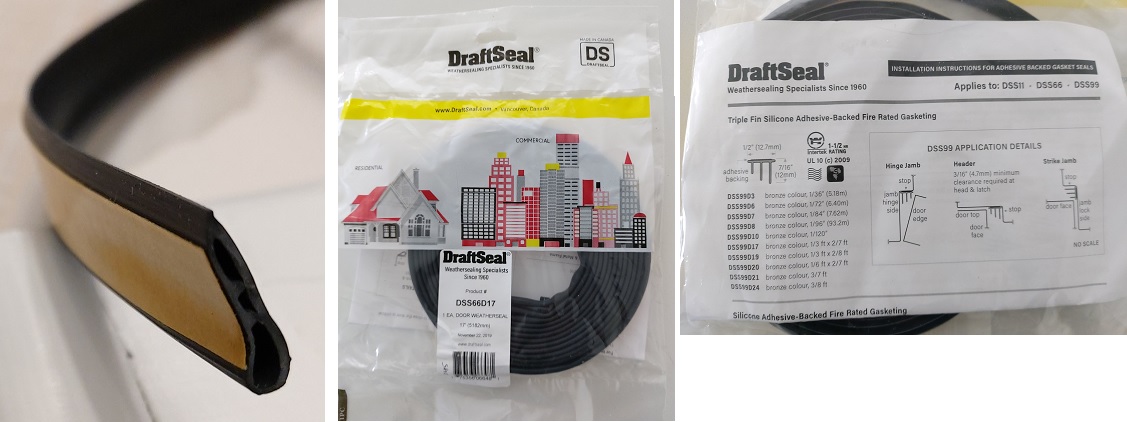 DraftSeal®
WEATHERSEALING SPECIALISTS SINCE 1960
MADE IN CANADA
DS
DRAFTSEAL
www.DraftSeal.com • Vancouver, Canada
COMMERCIAL
RESIDENTIAL
DraftSeal®
Weathersealing Specialists
Since 1960
Product #
DSS66D17
1 EA, DOOR WEATHERSEAL
17' (5182mm)
November 22, 2019
www.draftseal.com
DraftSeal®
Weathersealing Specialists Since 1960
INSTALLATION INSTRUCTIONS FOR ADHESIVE BACKED GASKET SEALS
Applies to: DSS11 - DSS66 - DSS99
Triple Fin Silicone Adhesive-Backed Fire Rated Gasketing
1/2" (12.7mm)
adhesive
backing
7/16"
(12mm)
Intertek
1-1/2 HR
RATING
UL 10 (c) 2009
DSS99D3 bronze colour, 1/36" (5.18m)
DSS99D6 bronze colour, 1/72" (6.40m)
DSS99D7 bronze colour, 1/84" (7.62m)
DSS99D8 bronze colour, 1/96" (93.2m)
DSS99D10 bronze colour, 1/120"
DSS99D17 bronze colour, 1/3 ft x 2/7 ft
DSS99D19 bronze colour, 1/3 ft x 2/8 ft
DSS99D20 bronze colour, 1/6 ft x 2/7 ft
DSS99D21 bronze colour, 3/7 ft
DSS99D24 bronze colour, 3/8 ft
DSS99 APPLICATION DETAILS
Hinge Jamb
stop
jamb
hinge
side
door
edge
Header
3/16" (4.7mm) minimum
clearance required at
head & latch
door top
side
stop
door
face
Strike Jamb
stop
door face
jamb
lock
side
NO SCALE
Silicone Adhesive-Backed Fire Rated Gasketing